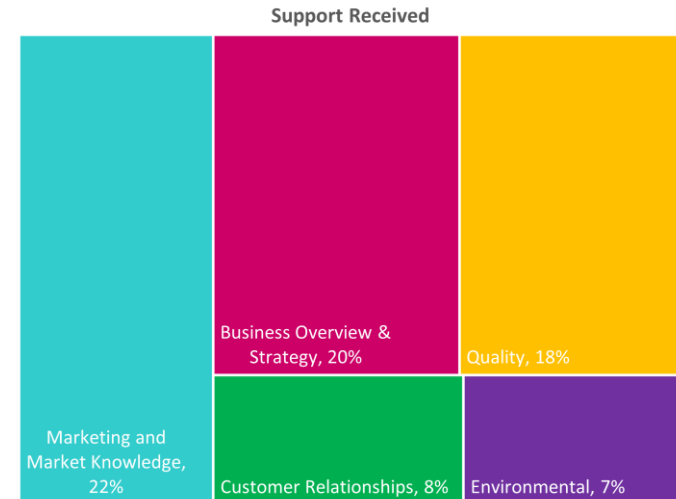 Support Received
Business Overview &
Strategy, 20%
Quality, 18%
Marketing and
Market Knowledge,
22%
Customer Relationships, 8%
Environmental, 7%